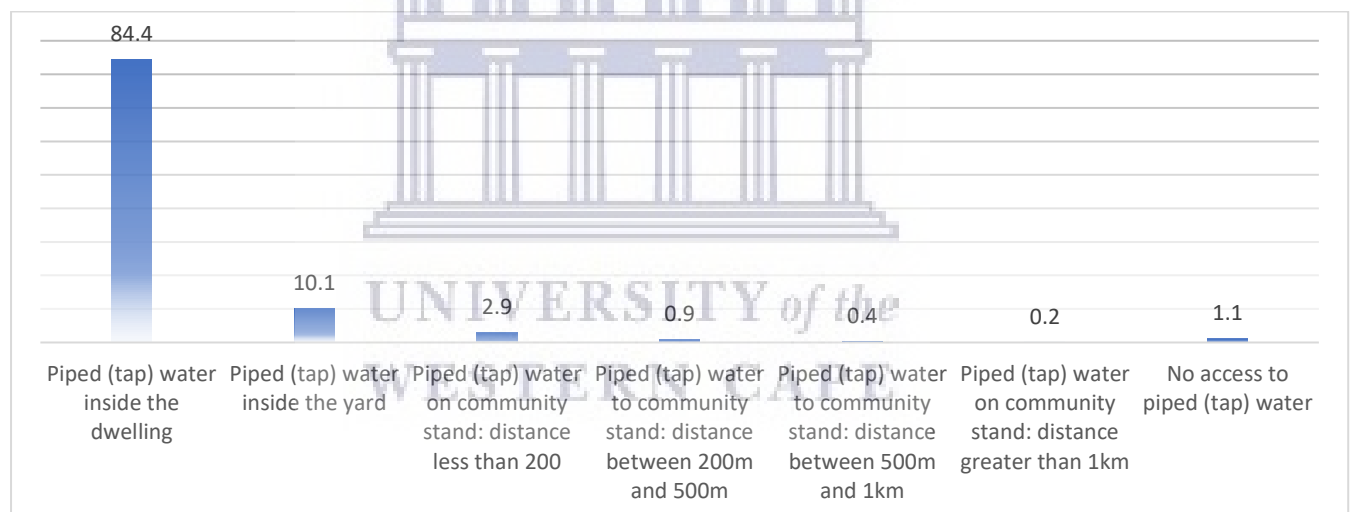 84.4
10.1
2.9
0.9
0.4
0.2
1.1
UNIVERSITY of the
WESTERN CAPE
Piped (tap) water
inside the
dwelling
Piped (tap) water
inside the yard
Piped (tap) water
on community
stand: distance
less than 200
Piped (tap) water
to community
stand: distance
between 200m
and 500m
Piped (tap) water
to community
stand: distance
between 500m
and 1km
Piped (tap) water
on community
stand: distance
greater than 1km
No access to
piped (tap) water